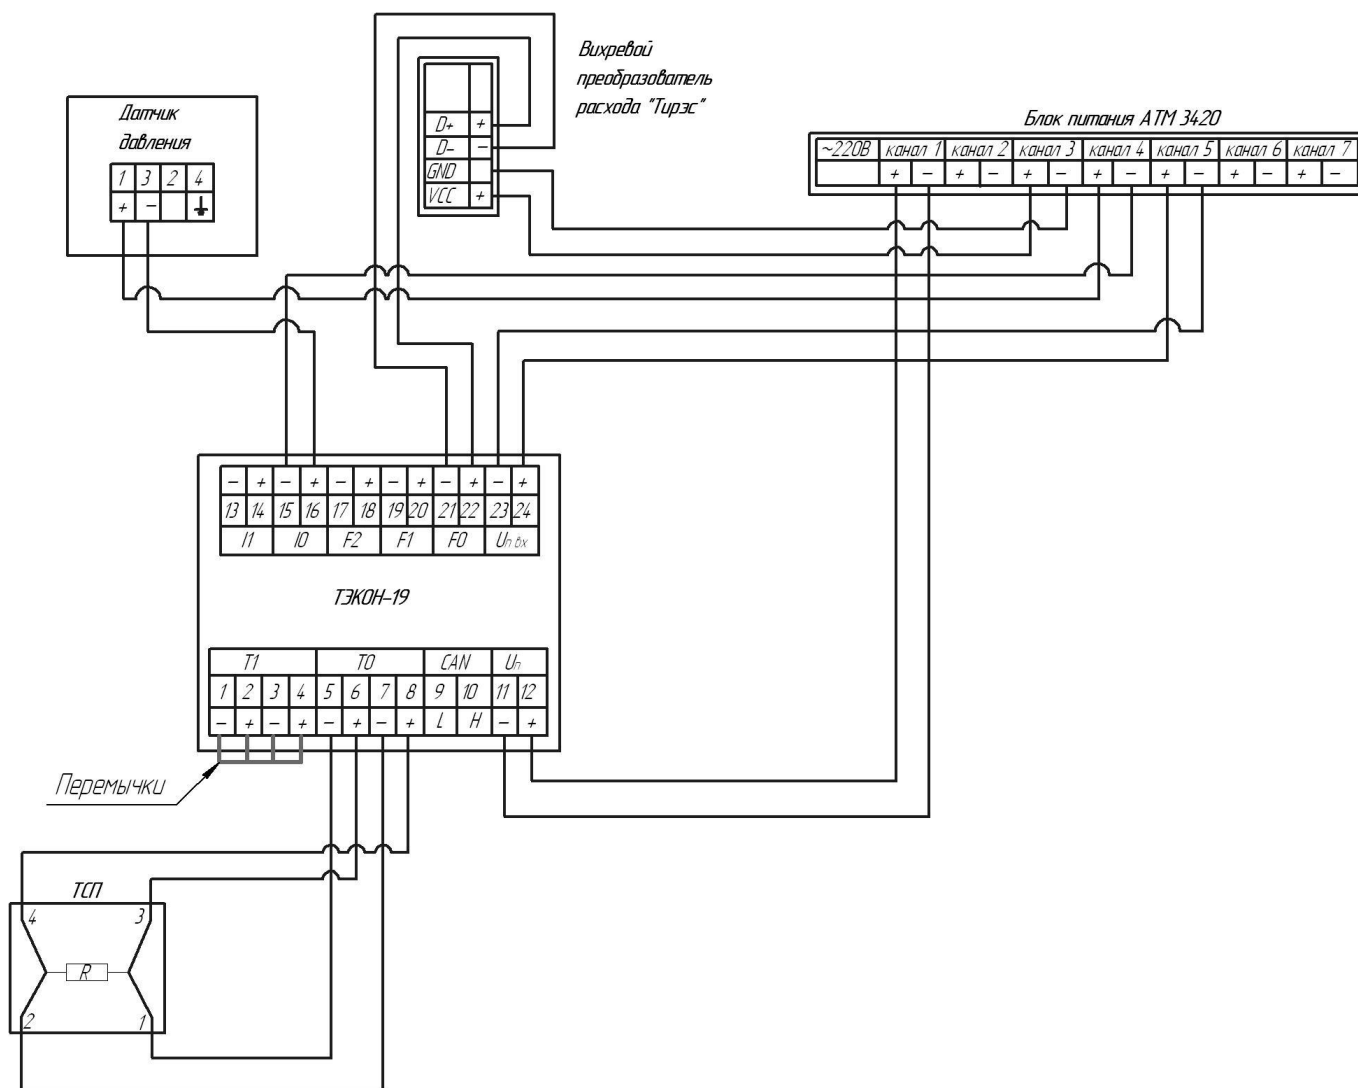 Вихревой
преобразователь
расхода "Тирэс"
Датчик
давления
1 3 2 4
+ −
D+ +
D− −
GND
VCC +
Блок питания АТМ 3420
~220В канал 1 канал 2 канал 3 канал 4 канал 5 канал 6 канал 7
+ − + − + − + − + − + − + −
− + − + − + − + − + − +
13 14 15 16 17 18 19 20 21 22 23 24
I1 I0 F2 F1 F0 Uп.вх
ТЭКОН-19
T1 T0 CAN Uп
1 2 3 4 5 6 7 8 9 10 11 12
− + − + − + − + L H − +
Перемычки
ТСП
4 3
R
2 1